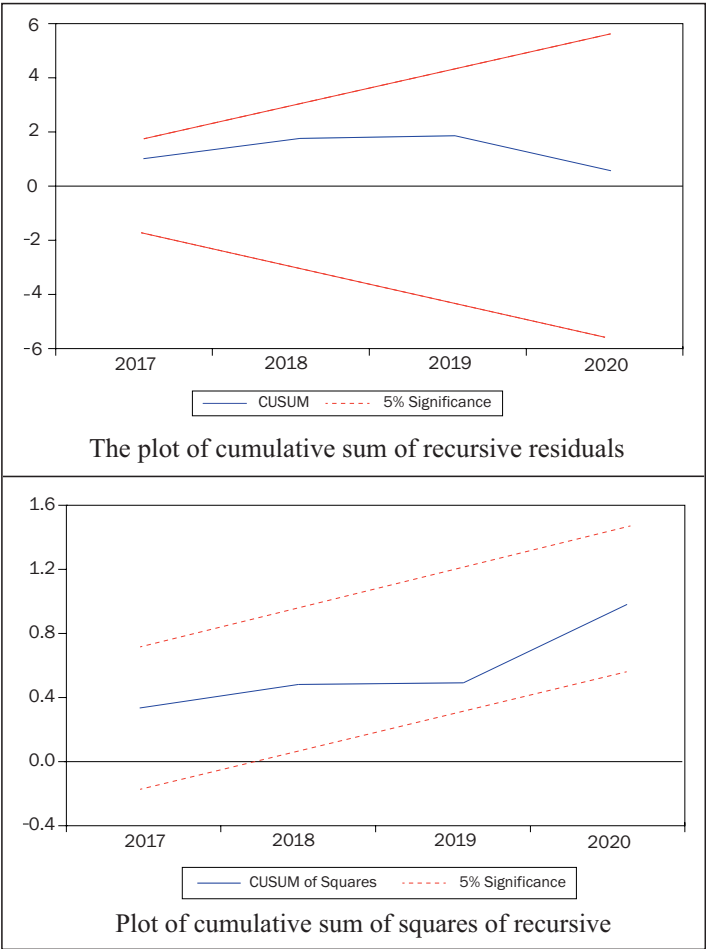 6
4
2
0
−2
−4
−6
2017 2018 2019 2020
CUSUM 5% Significance
The plot of cumulative sum of recursive residuals
1.6
1.2
0.8
0.4
0.0
−0.4
2017 2018 2019 2020
CUSUM of Squares 5% Significance
Plot of cumulative sum of squares of recursive